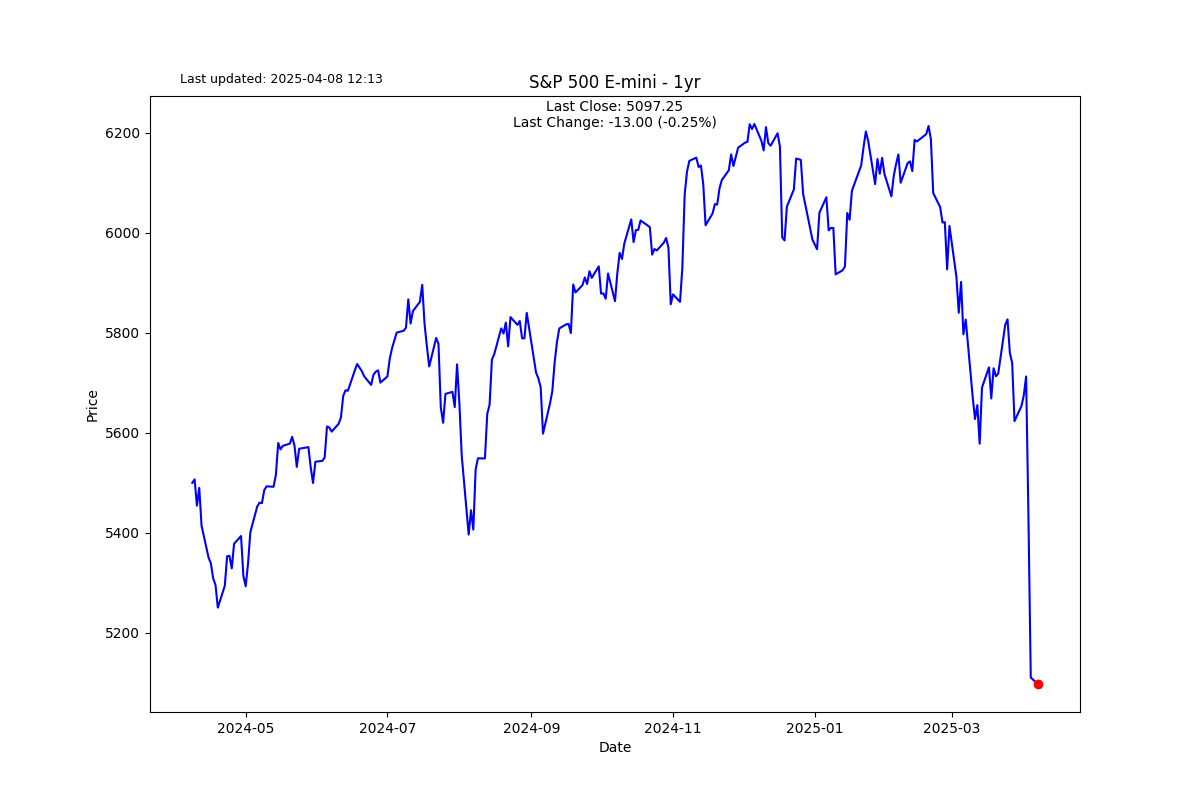 Last updated: 2025-04-08 12:13
S&P 500 E-mini - 1yr
Last Close: 5097.25
Last Change: -13.00 (-0.25%)
Price
6200
6000
5800
5600
5400
5200
2024-05
2024-07
2024-09
2024-11
2025-01
2025-03
Date